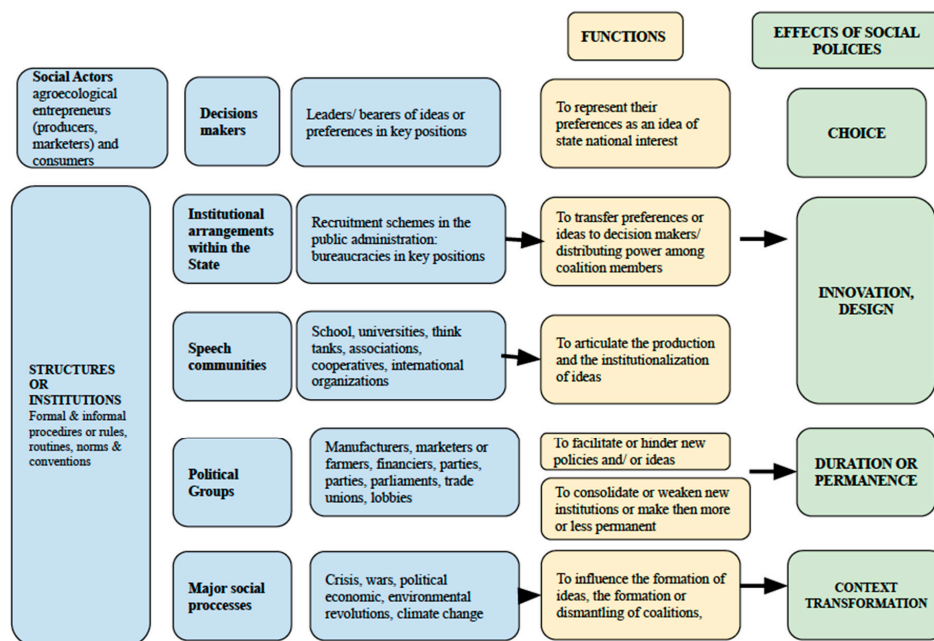 FUNCTIONS
EFFECTS OF SOCIAL
POLICIES
Social Actors
agroecological
entrepreneurs
(producers,
marketers) and
consumers
Decisions
makers
Leaders/ bearers of ideas or
preferences in key positions
To represent their
preferences as an idea of
state national interest
CHOICE
STRUCTURES
OR
INSTITUTIONS
Formal & informal
procedires or rules,
routines, norms &
conventions
Institutional
arrangements
within the
State
Recruitment schemes in the
public administration:
bureaucracies in key positions
To transfer preferences or
ideas to decision makers/
distributing power among
coalition members
INNOVATION,
DESIGN
Speech
communities
School, universities, think
tanks, associations,
cooperatives, international
organizations
To articulate the production
and the institutionalization
of ideas
Political
Groups
Manufacturers, marketers or
farmers, financiers, parties,
parties, parliaments, trade
unions, lobbies
To facilitate or hinder new
policies and/ or ideas
To consolidate or weaken new
institutions or make then more
or less permanent
DURATION OR
PERMANENCE
Major social
proccesses
Crisis, wars, political
economic, environmental
revolutions, climate change
To influence the formation of
ideas, the formation or
dismantling of coalitions,
CONTEXT
TRANSFORMATION